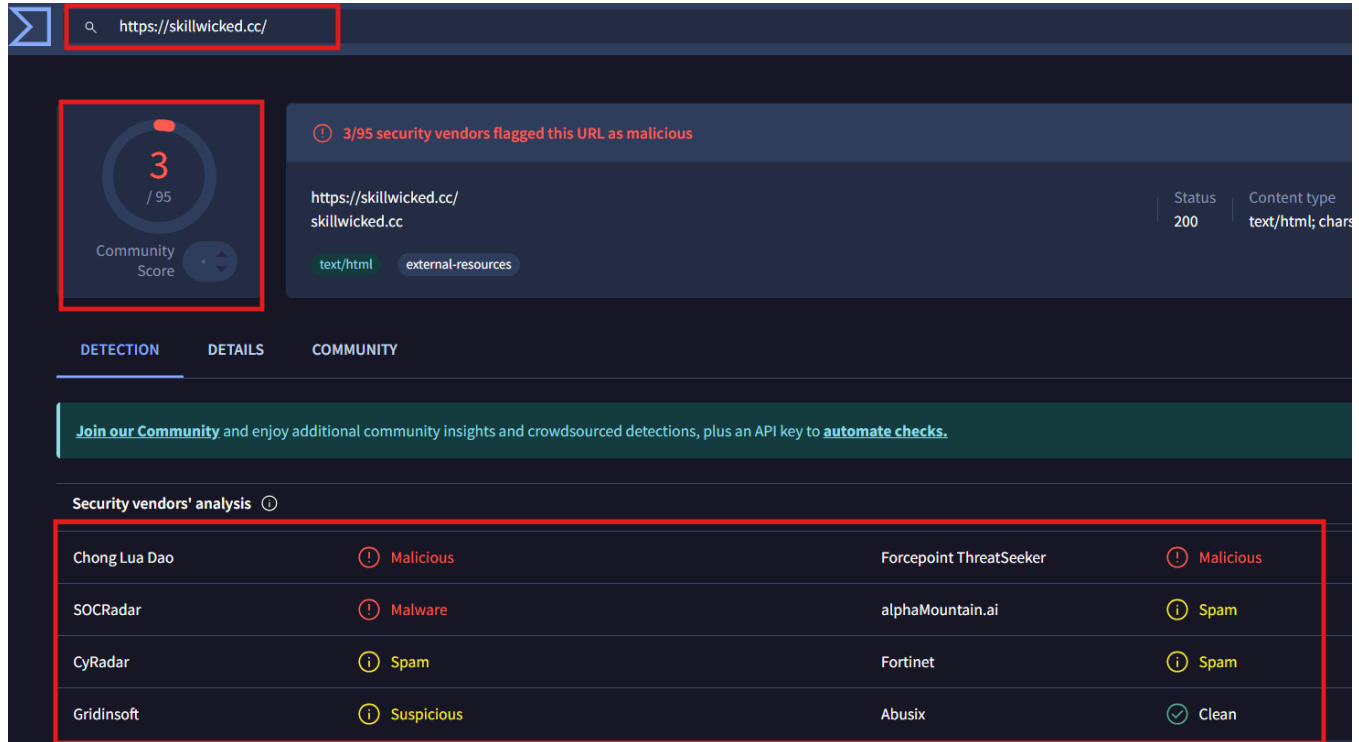 https://skillwicked.cc/
3
/ 95
Community
Score
3/95 security vendors flagged this URL as malicious
https://skillwicked.cc/
skillwicked.cc
text/html
external-resources
Status
200
Content type
text/html; chars
DETECTION
DETAILS
COMMUNITY
Join our Community and enjoy additional community insights and crowdsourced detections, plus an API key to automate checks.
Security vendors' analysis
Chong Lua Dao Malicious Forcepoint ThreatSeeker Malicious
SOCRadar Malware alphaMountain.ai Spam
CyRadar Spam Fortinet Spam
Gridinsoft Suspicious Abusix Clean